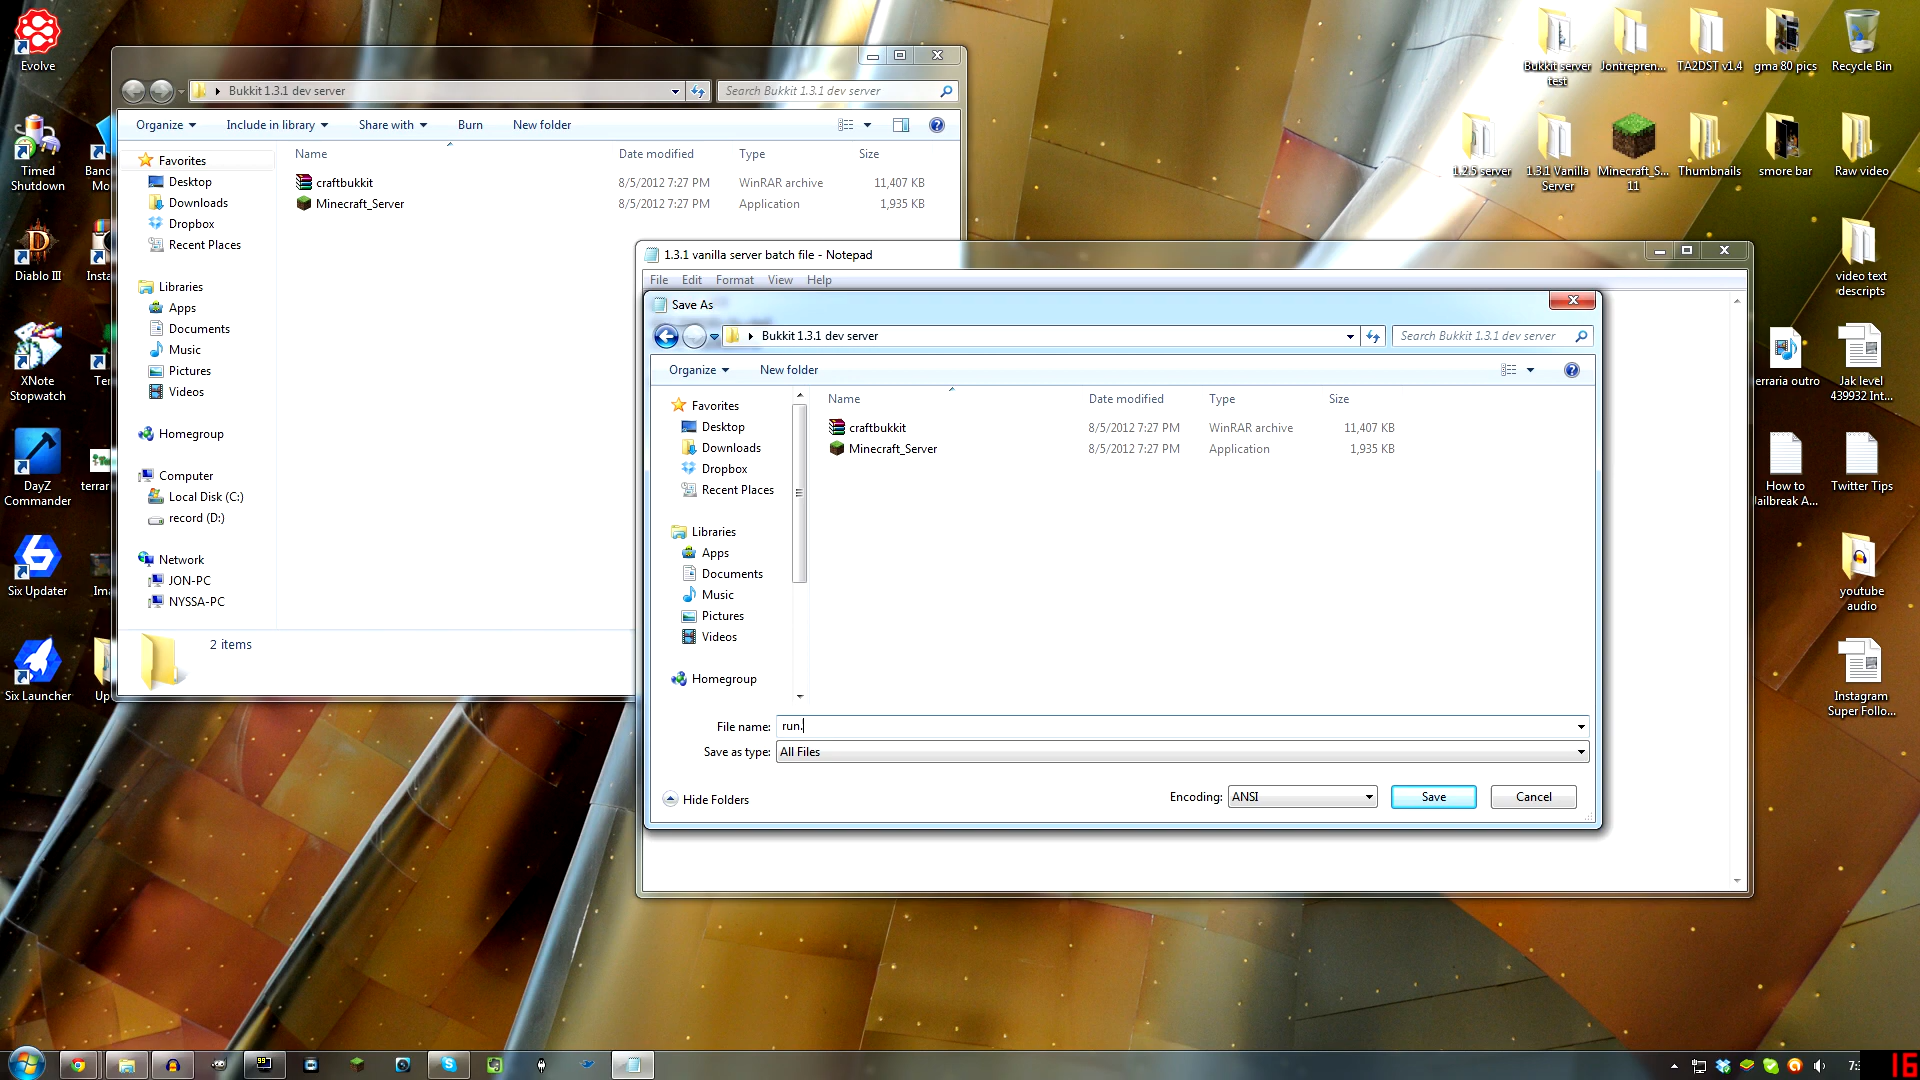 Evolve
Timed Shutdown
Diablo III
XNote Stopwatch
DayZ Commander
Six Updater
Six Launcher
Banc
Mo
Insta
Ter
terrar
Ima
Up
Bukkit 1.3.1 dev server
Search Bukkit 1.3.1 dev server
Organize
Include in library
Share with
Burn
New folder
Name
Date modified
Type
Size
craftbukkit
8/5/2012 7:27 PM
WinRAR archive
11,407 KB
Minecraft_Server
8/5/2012 7:27 PM
Application
1,935 KB
Favorites
Desktop
Downloads
Dropbox
Recent Places
Libraries
Apps
Documents
Music
Pictures
Videos
Homegroup
Computer
Local Disk (C:)
record (D:)
Network
JON-PC
NYSSA-PC
2 items
1.3.1 vanilla server batch file - Notepad
File
Edit
Format
View
Help
Save As
Bukkit 1.3.1 dev server
Search Bukkit 1.3.1 dev server
Organize
New folder
Name
Date modified
Type
Size
craftbukkit
8/5/2012 7:27 PM
WinRAR archive
11,407 KB
Minecraft_Server
8/5/2012 7:27 PM
Application
1,935 KB
Favorites
Desktop
Downloads
Dropbox
Recent Places
Libraries
Apps
Documents
Music
Pictures
Videos
Homegroup
File name:
run.
Save as type:
All Files
Hide Folders
Encoding:
ANSI
Save
Cancel
Bukkit server
test
Jontrepren...
TA2DST v1.4
gma 80 pics
Recycle Bin
1.2.5 server
1.3.1 Vanilla
Server
Minecraft_S...
11
Thumbnails
smore bar
Raw video
video text
descripts
erraria outro
Jak level
439932 Int...
How to
Jailbreak A...
Twitter Tips
youtube
audio
Instagram
Super Follo...
99
7:
16